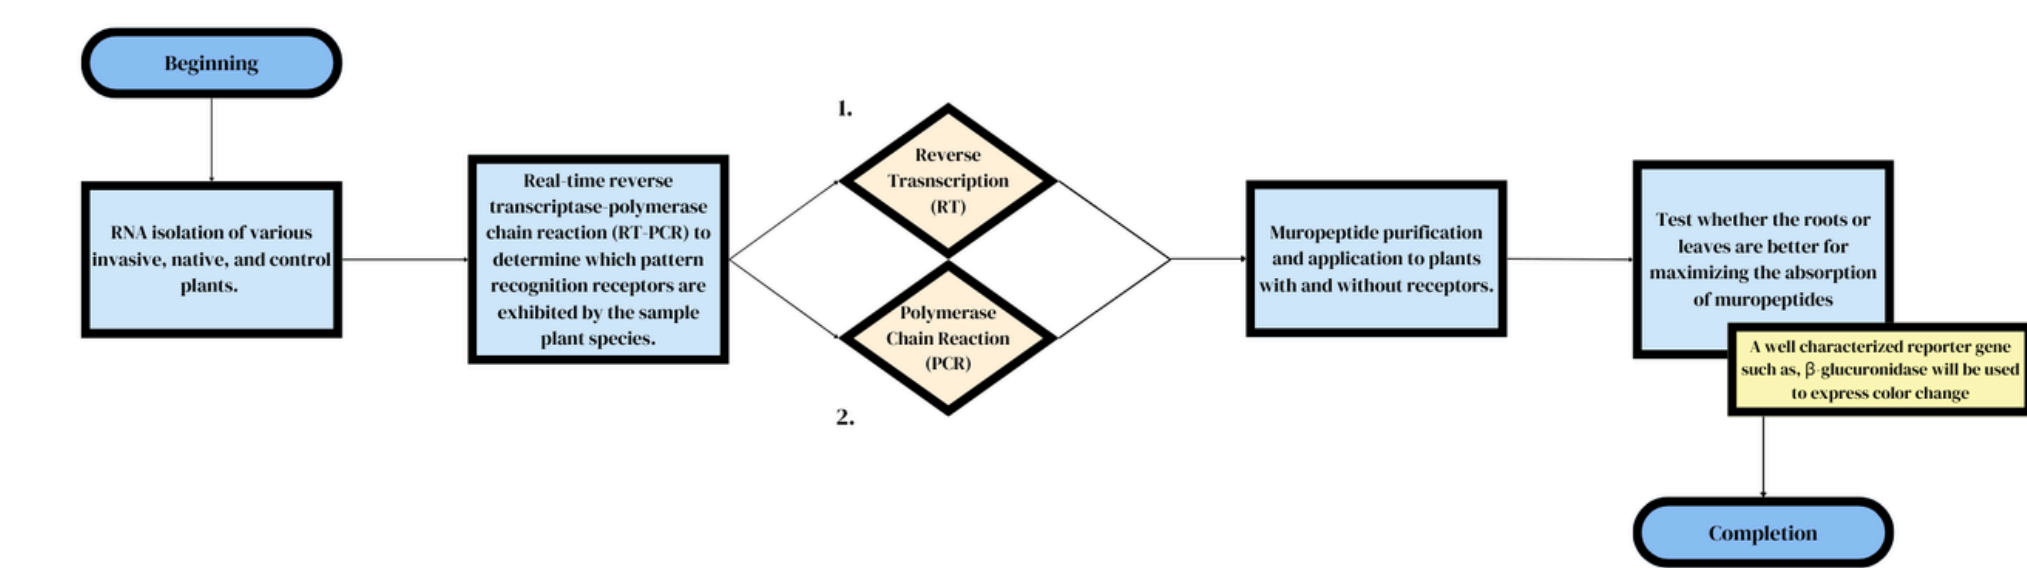 Beginning
RNA isolation of various
invasive, native, and control
plants.
Real-time reverse
transcriptase-polymerase
chain reaction (RT-PCR) to
determine which pattern
recognition receptors are
exhibited by the sample
plant species.
1.
Reverse
Trasnscription
(RT)
Polymerase
Chain Reaction
(PCR)
2.
Muropeptide purification
and application to plants
with and without receptors.
Test whether the roots or
leaves are better for
maximizing the absorption
of muropeptides
A well characterized reporter gene
such as, β-glucuronidase will be used
to express color change
Completion